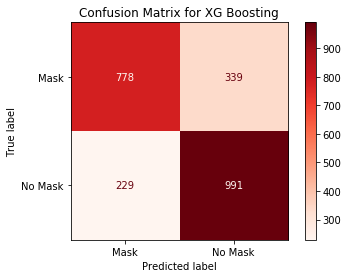 Confusion Matrix for XG Boosting
Mask
778
339
No Mask
229
991
Mask
No Mask
True label
Predicted label
900
800
700
600
500
400
300